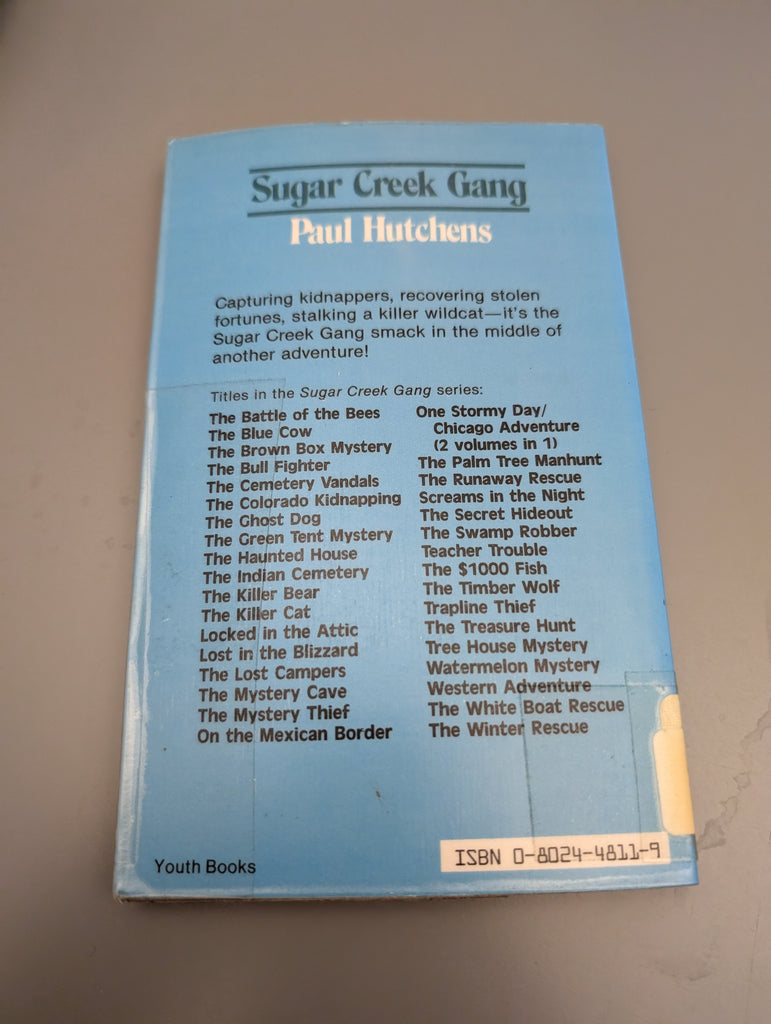 Sugar Creek Gang
Paul Hutchens
Capturing kidnappers, recovering stolen
fortunes, stalking a killer wildcat—it's the
Sugar Creek Gang smack in the middle of
another adventure!
Titles in the Sugar Creek Gang series:
The Battle of the Bees
The Blue Cow
The Brown Box Mystery
The Bull Fighter
The Cemetery Vandals
The Colorado Kidnapping
The Ghost Dog
The Green Tent Mystery
The Haunted House
The Indian Cemetery
The Killer Bear
The Killer Cat
Locked in the Attic
Lost in the Blizzard
The Lost Campers
The Mystery Cave
The Mystery Thief
On the Mexican Border
One Stormy Day/
Chicago Adventure
(2 volumes in 1)
The Palm Tree Manhunt
The Runaway Rescue
Screams in the Night
The Secret Hideout
The Swamp Robber
Teacher Trouble
The $1000 Fish
The Timber Wolf
Trapline Thief
The Treasure Hunt
Tree House Mystery
Watermelon Mystery
Western Adventure
The White Boat Rescue
The Winter Rescue
Youth Books
ISBN 0-8024-4811-9